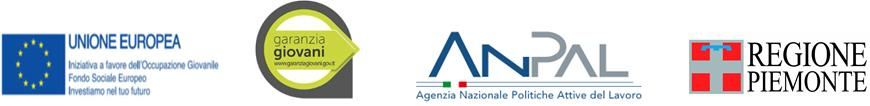 UNIONE EUROPEA
Iniziativa a favore dell'Occupazione Giovanile
Fondo Sociale Europeo
Investiamo nel tuo futuro
garanzia
giovani
www.garanziagiovani.gov.it
ANPAL
Agenzia Nazionale Politiche Attive del Lavoro
REGIONE
PIEMONTE